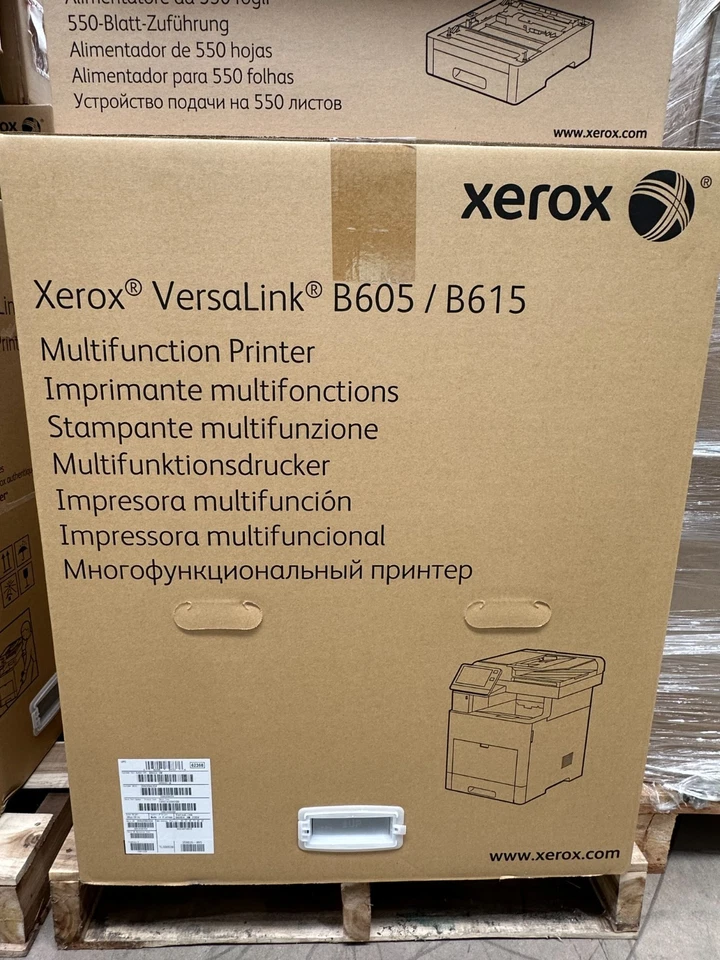 550-Blatt-Zuführung
Alimentador de 550 hojas
Alimentador para 550 folhas
Устройство подачи на 550 листов
www.xerox.com
xerox ®
Xerox® VersaLink® B605 / B615
Multifunction Printer
Imprimante multifonctions
Stampante multifunzione
Multifunktionsdrucker
Impresora multifunción
Impressora multifuncional
Многофункциональный принтер
www.xerox.com